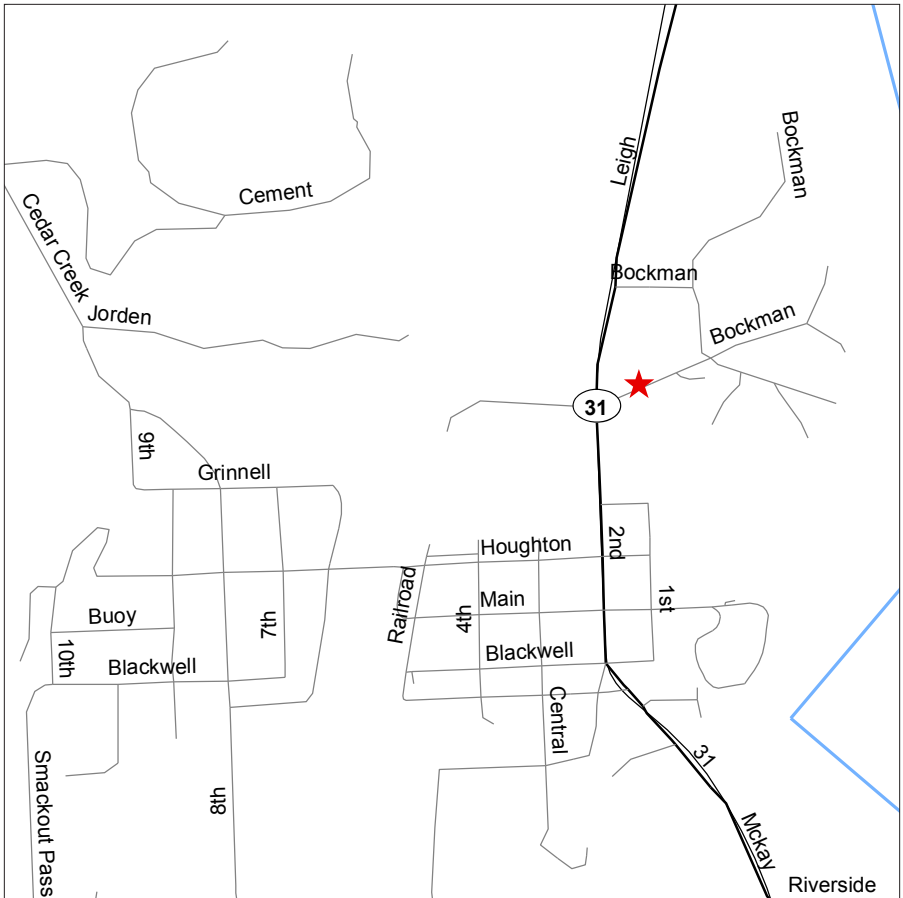 Bockman
Leigh
Cement
Cedar Creek
Bockman
Jorden
Bockman
31
9th
Grinnell
2nd
Houghton
Railroad
Main
1st
4th
7th
Buoy
10th
Blackwell
Blackwell
Central
31
Smackout Pass
8th
Mckay
Riverside